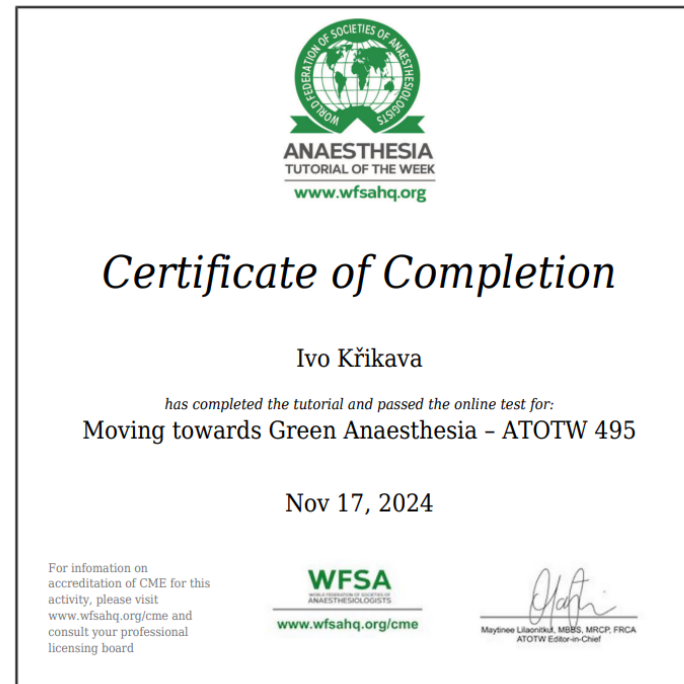 WORLD FEDERATION OF SOCIETIES OF ANAESTHESIOLOGISTS
ANAESTHESIA
TUTORIAL OF THE WEEK
www.wfsahq.org
Certificate of Completion
Ivo Křikava
has completed the tutorial and passed the online test for:
Moving towards Green Anaesthesia – ATOTW 495
Nov 17, 2024
For infomation on
accreditation of CME for this
activity, please visit
www.wfsahq.org/cme and
consult your professional
licensing board
WFSA
WORLD FEDERATION OF SOCIETIES OF
ANAESTHESIOLOGISTS
www.wfsahq.org/cme
Maytinee Lilaonitkul, MBBS, MRCP, FRCA
ATOTW Editor-in-Chief